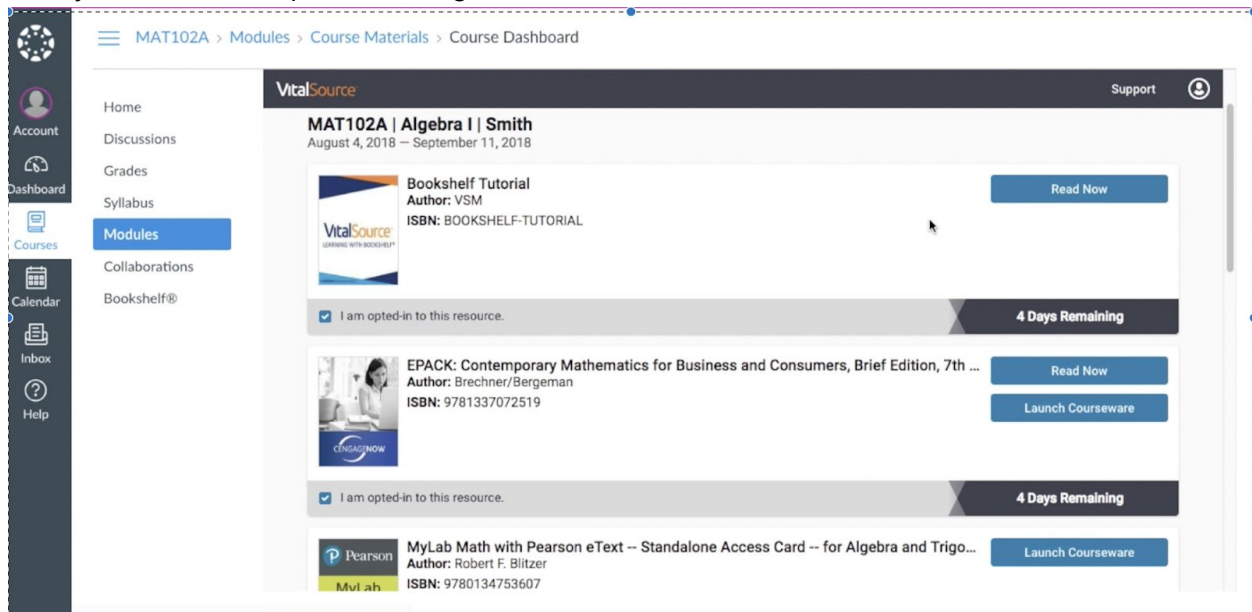 MAT102A > Modules > Course Materials > Course Dashboard
Account
Dashboard
Courses
Calendar
Inbox
Help
Home
Discussions
Grades
Syllabus
Modules
Collaborations
Bookshelf®
VitalSource
Support
MAT102A | Algebra I | Smith
August 4, 2018 — September 11, 2018
VitalSource
LEARNING WITH BOOKSHELF®
Bookshelf Tutorial
Author: VSM
ISBN: BOOKSHELF-TUTORIAL
Read Now
I am opted-in to this resource.
4 Days Remaining
CENGAGENOW
EPACK: Contemporary Mathematics for Business and Consumers, Brief Edition, 7th ...
Author: Brechner/Bergeman
ISBN: 9781337072519
Read Now
Launch Courseware
I am opted-in to this resource.
4 Days Remaining
Pearson
MyLab
MyLab Math with Pearson eText -- Standalone Access Card -- for Algebra and Trigo...
Author: Robert F. Blitzer
ISBN: 9780134753607
Launch Courseware